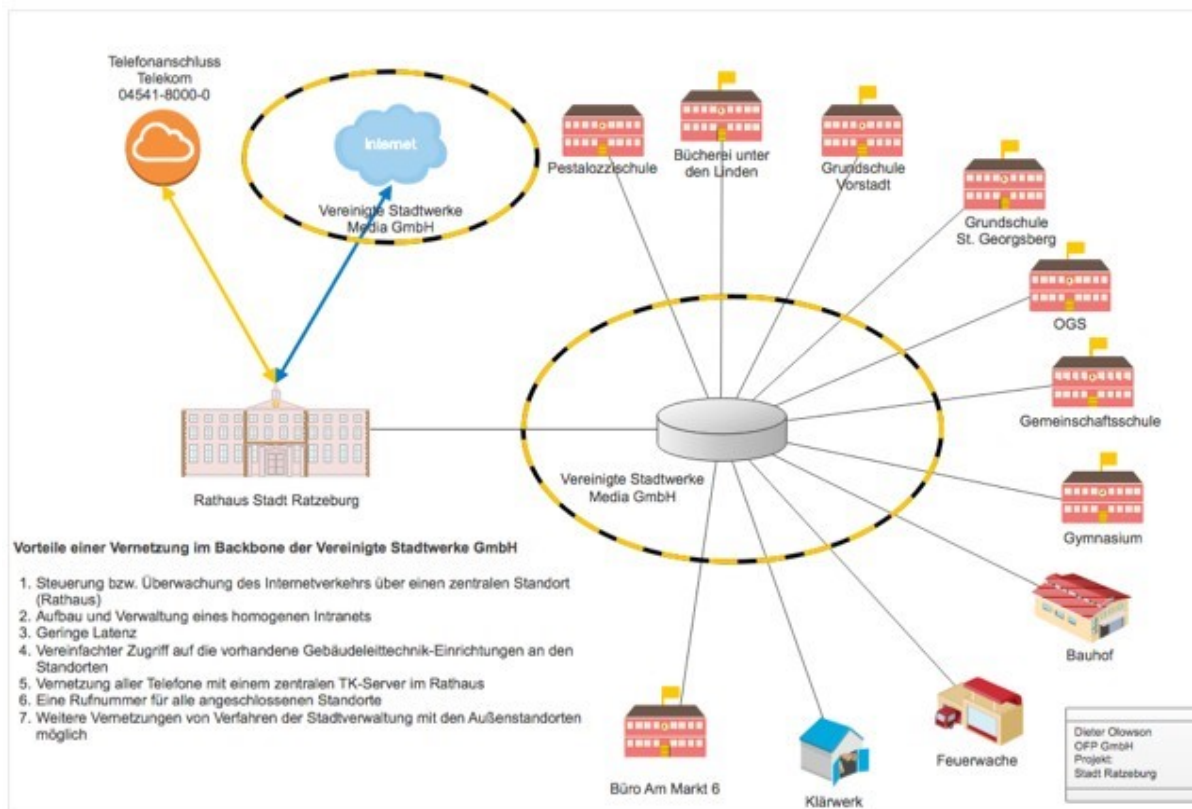 Telefonanschluss
Telekom
04541-8000-0
Internet
Vereinigte Stadtwerke
Media GmbH
Pestalozzischule
Bücherei unter
den Linden
Grundschule
Vorstadt
Grundschule
St. Georgsberg
OGS
Gemeinschaftsschule
Gymnasium
Bauhof
Feuerwache
Klärwerk
Büro Am Markt 6
Vereinigte Stadtwerke
Media GmbH
Rathaus Stadt Ratzeburg
Vorteile einer Vernetzung im Backbone der Vereinigte Stadtwerke GmbH
1. Steuerung bzw. Überwachung des Internetverkehrs über einen zentralen Standort
(Rathaus)
2. Aufbau und Verwaltung eines homogenen Intranets
3. Geringe Latenz
4. Vereinfachter Zugriff auf die vorhandene Gebäudeleittechnik-Einrichtungen an den
Standorten
5. Vernetzung aller Telefone mit einem zentralen TK-Server im Rathaus
6. Eine Rufnummer für alle angeschlossenen Standorte
7. Weitere Vernetzungen von Verfahren der Stadtverwaltung mit den Außenstandorten
möglich
Dieter Olowson
OFP GmbH
Projekt:
Stadt Ratzeburg